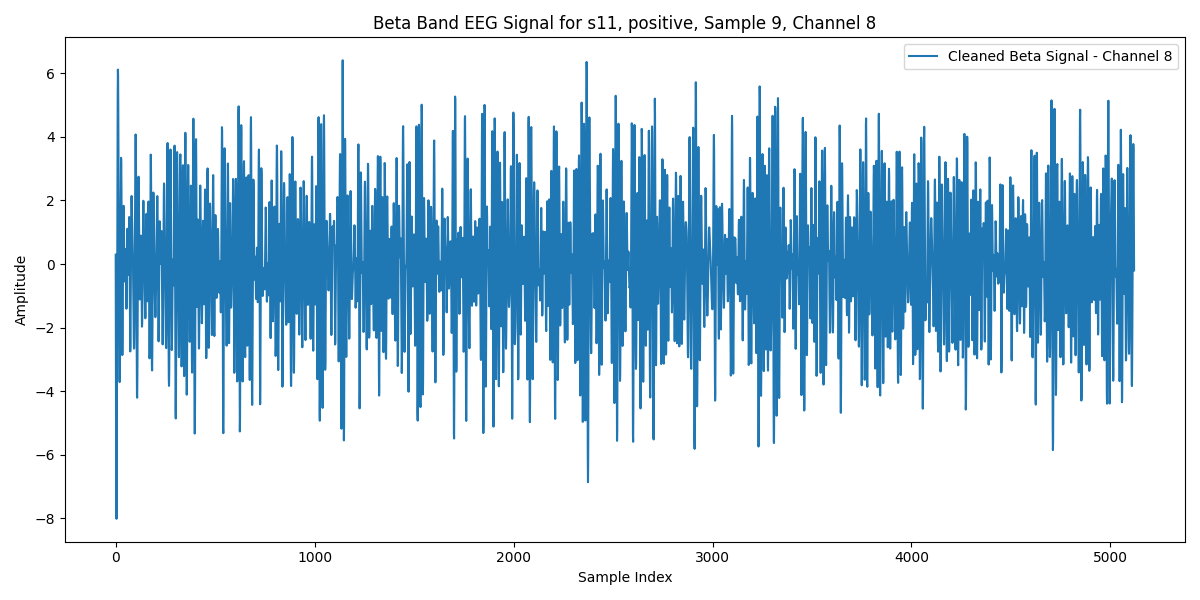 Beta Band EEG Signal for s11, positive, Sample 9, Channel 8
Cleaned Beta Signal - Channel 8
6
4
2
0
−2
−4
−6
−8
Amplitude
0 1000 2000 3000 4000 5000
Sample Index